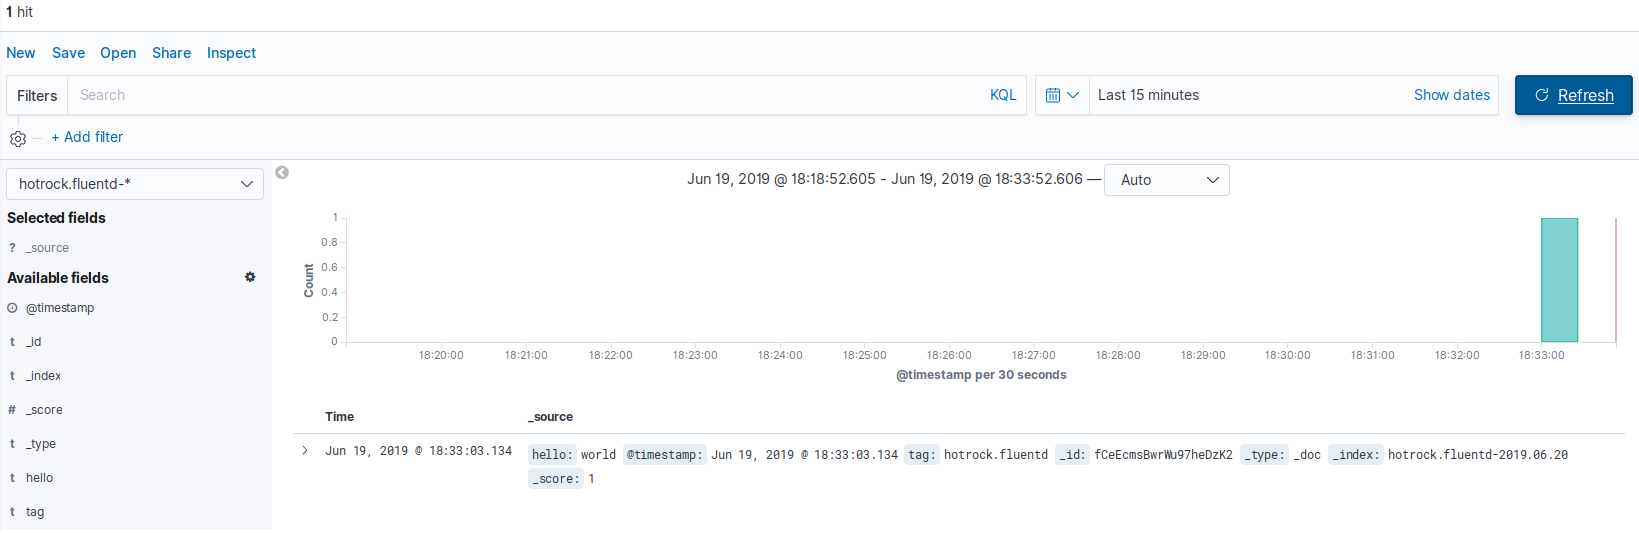 1 hit
New Save Open Share Inspect
Filters Search KQL Last 15 minutes Show dates Refresh
+ Add filter
hotrock.fluentd-*
Selected fields
? _source
Available fields
@timestamp
t _id
t _index
# _score
t _type
t hello
t tag
Jun 19, 2019 @ 18:18:52.605 - Jun 19, 2019 @ 18:33:52.606 — Auto
Count
1
0.8
0.6
0.4
0.2
0
18:20:00 18:21:00 18:22:00 18:23:00 18:24:00 18:25:00 18:26:00 18:27:00 18:28:00 18:29:00 18:30:00 18:31:00 18:32:00 18:33:00
@timestamp per 30 seconds
Time _source
Jun 19, 2019 @ 18:33:03.134 hello: world @timestamp: Jun 19, 2019 @ 18:33:03.134 tag: hotrock.fluentd _id: fCeEcmsBwrWu97heDzK2 _type: _doc _index: hotrock.fluentd-2019.06.20
_score: 1